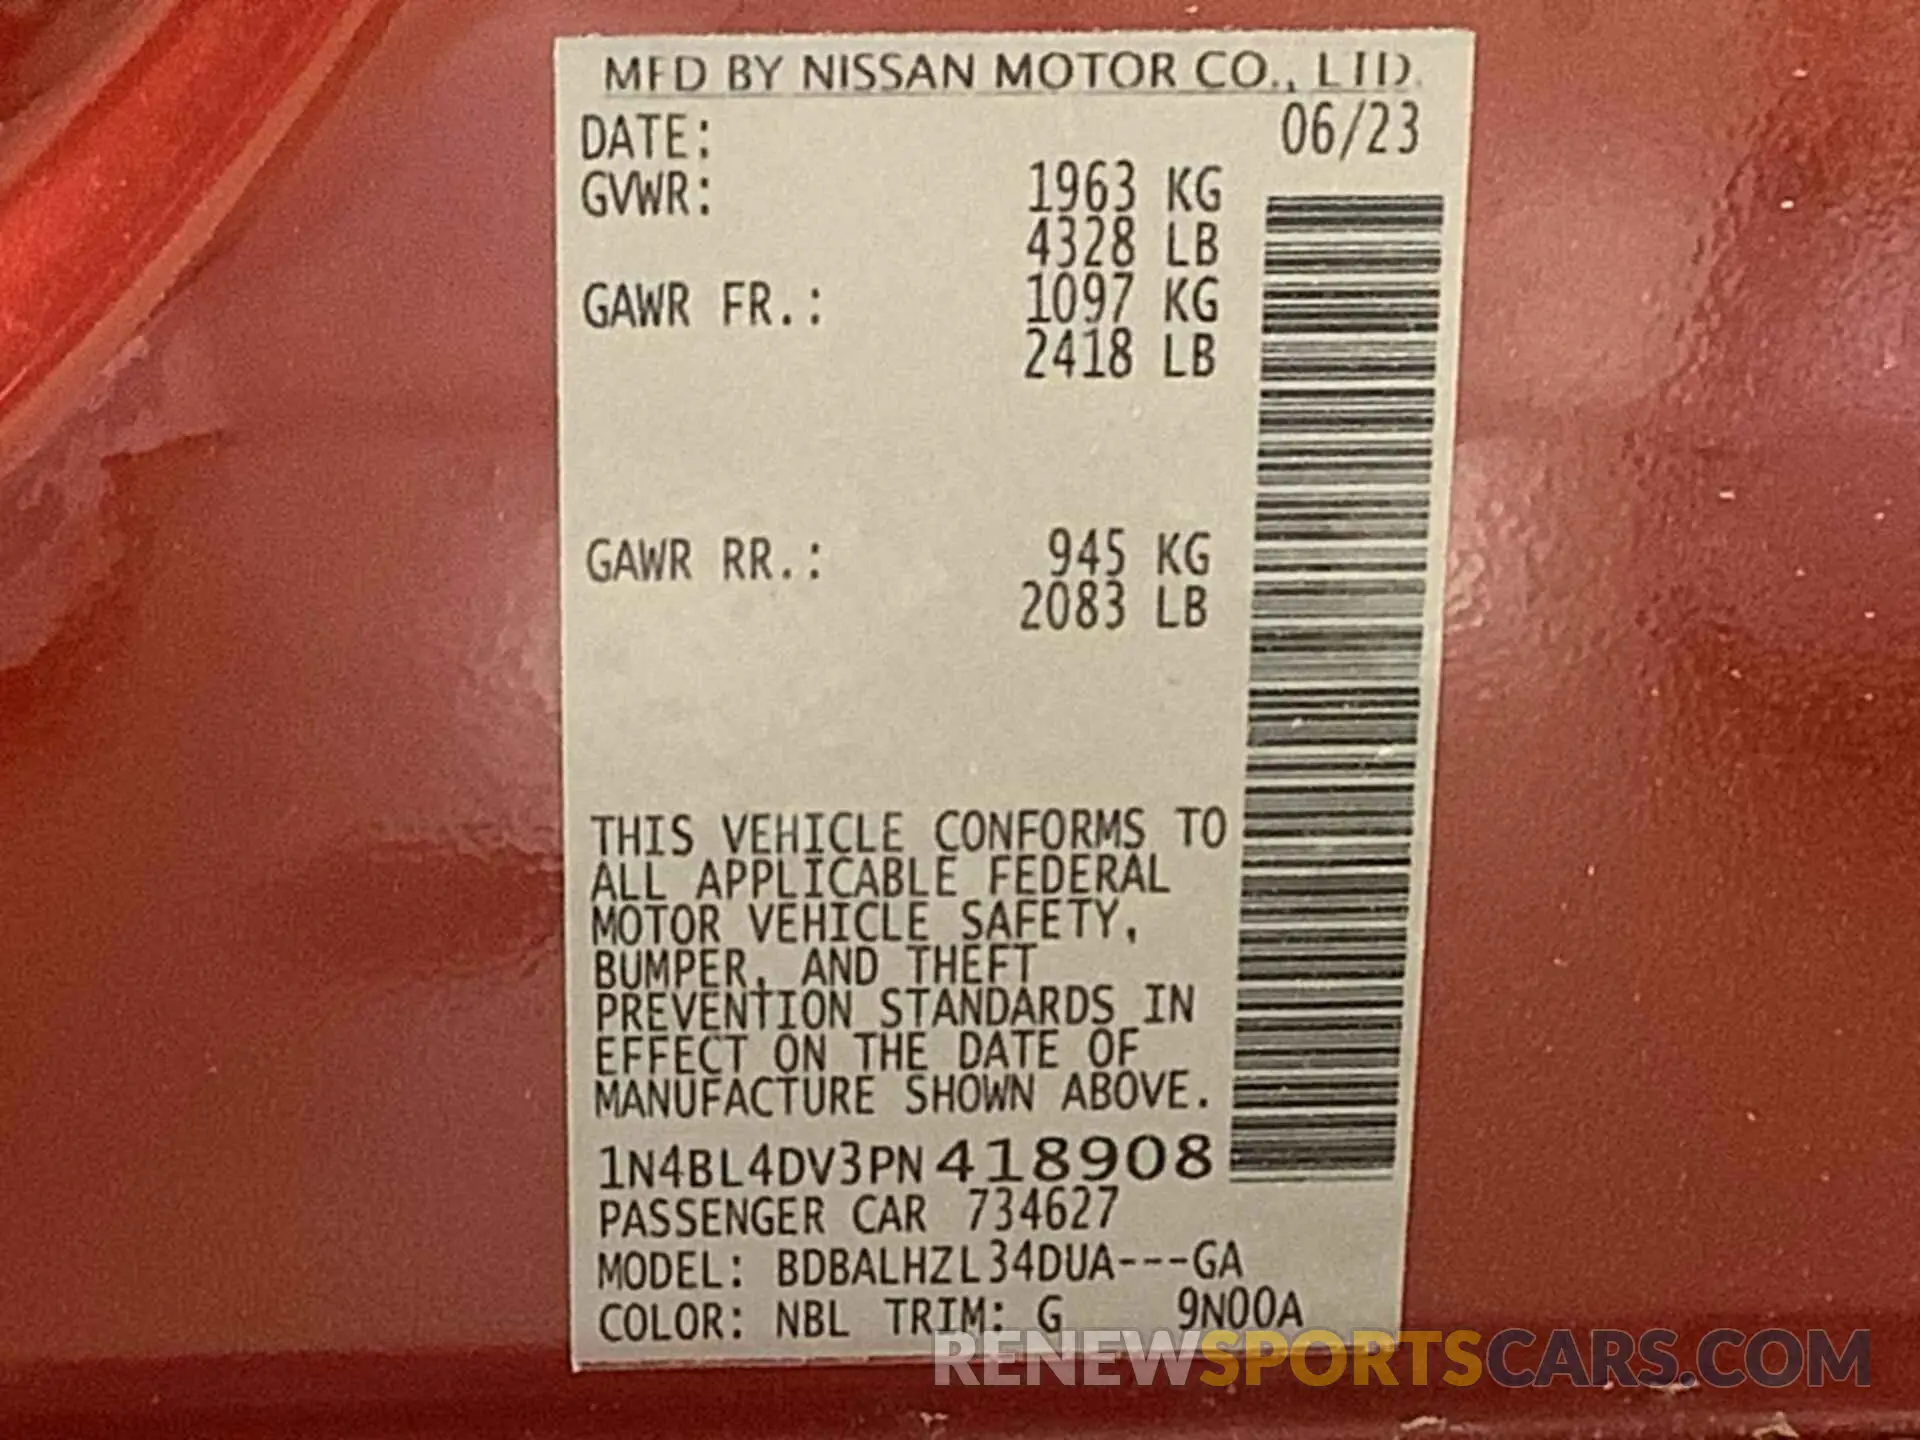 MFD BY NISSAN MOTOR CO., LTD.
DATE: 06/23
GVWR: 1963 KG
4328 LB
GAWR FR.: 1097 KG
2418 LB
GAWR RR.: 945 KG
2083 LB
THIS VEHICLE CONFORMS TO
ALL APPLICABLE FEDERAL
MOTOR VEHICLE SAFETY,
BUMPER, AND THEFT
PREVENTION STANDARDS IN
EFFECT ON THE DATE OF
MANUFACTURE SHOWN ABOVE.
1N4BL4DV3PN418908
PASSENGER CAR 734627
MODEL: BDBALHZL34DUA---GA
COLOR: NBL TRIM: G 9N00A
RENEWSPORTSCARS.COM